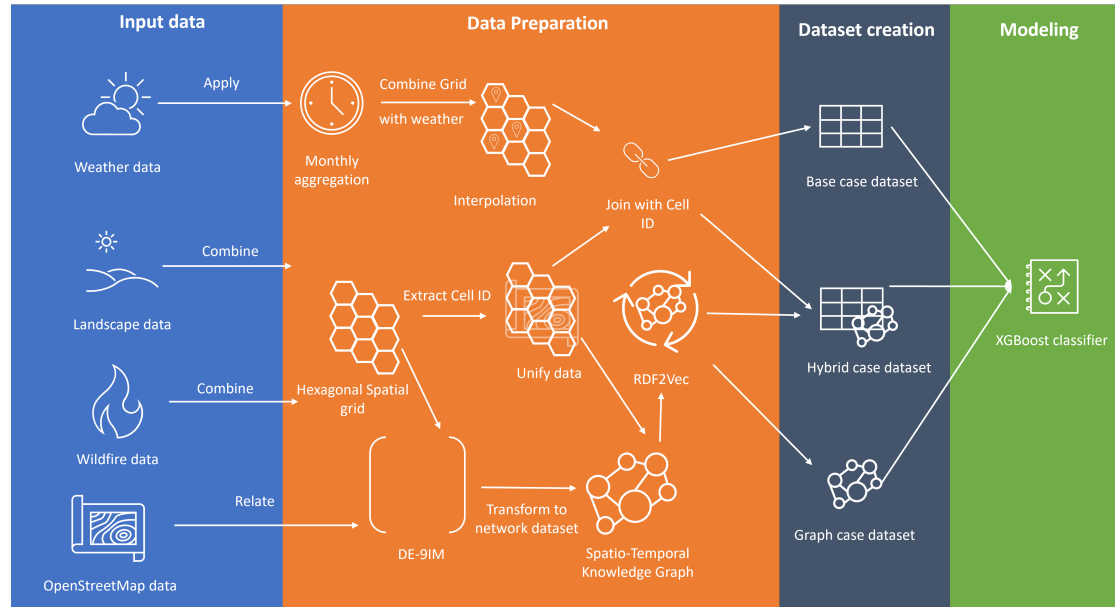 Input data
Data Preparation
Dataset creation
Modeling
Apply
Combine Grid
with weather
Weather data
Monthly
aggregation
Interpolation
Join with Cell
ID
Base case dataset
Combine
Landscape data
Extract Cell ID
Unify data
RDF2Vec
Hybrid case dataset
XGBoost classifier
Combine
Hexagonal Spatial
grid
Wildfire data
Relate
Transform to
network dataset
DE-9IM
Spatio-Temporal
Knowledge Graph
Graph case dataset
OpenStreetMap data